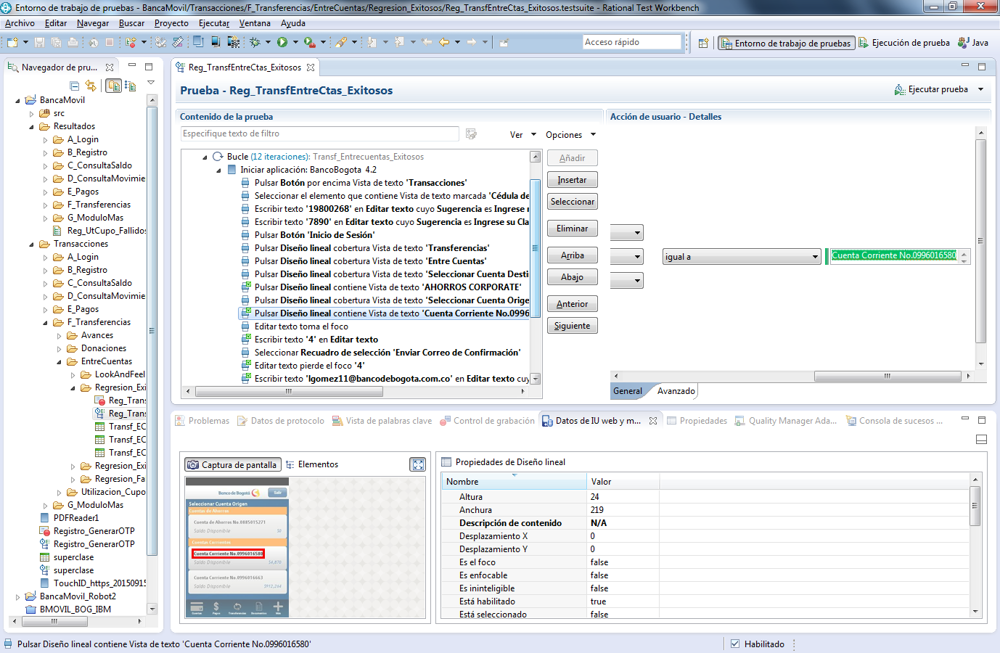 Entorno de trabajo de pruebas - BancaMovil/Transacciones/F_Transferencias/EntreCuentas/Regresion_Exitosos/Reg_TransfEntreCtas_Exitosos.testsuite - Rational Test Workbench
Archivo Editar Navegar Buscar Proyecto Ejecutar Ventana Ayuda
Acceso rápido
Entorno de trabajo de pruebas
Ejecución de prueba
Java
Navegador de pru...
BancaMovil
src
Resultados
A_Login
B_Registro
C_ConsultaSaldo
D_ConsultaMovimie
E_Pagos
F_Transferencias
G_ModuloMas
Reg_UtCupo_Fallidos
Transacciones
A_Login
B_Registro
C_ConsultaSaldo
D_ConsultaMovimie
E_Pagos
F_Transferencias
Avances
Donaciones
EntreCuentas
LookAndFeel
Regresion_Exi
Reg_Trans
Reg_Trans
Transf_EC
Transf_EC
Transf_EC
Regresion_Exi
Regresion_Fa
Utilizacion_Cupo
G_ModuloMas
PDFReader1
Registro_GenerarOTP
Registro_GenerarOTP
superclase
superclase
TouchID_https_20150915
BancaMovil_Robot2
BMOVIL_BOG_IBM
Reg_TransfEntreCtas_Exitosos
Prueba - Reg_TransfEntreCtas_Exitosos
Ejecutar prueba
Contenido de la prueba
Especifique texto de filtro
Ver
Opciones
Bucle (12 iteraciones): Transf_Entrecuentas_Exitosos
Iniciar aplicación: BancoBogota 4.2
Pulsar Botón por encima Vista de texto 'Transacciones'
Seleccionar el elemento que contiene Vista de texto marcada 'Cédula de
Escribir texto '19800268' en Editar texto cuyo Sugerencia es Ingrese
Escribir texto '7890' en Editar texto cuyo Sugerencia es Ingrese su Cla
Pulsar Botón 'Inicio de Sesión'
Pulsar Diseño lineal cobertura Vista de texto 'Transferencias'
Pulsar Diseño lineal cobertura Vista de texto 'Entre Cuentas'
Pulsar Diseño lineal cobertura Vista de texto 'Seleccionar Cuenta Desti
Pulsar Diseño lineal contiene Vista de texto 'AHORROS CORPORATE'
Pulsar Diseño lineal cobertura Vista de texto 'Seleccionar Cuenta Orige
Pulsar Diseño lineal contiene Vista de texto 'Cuenta Corriente No.0996
Editar texto toma el foco
Escribir texto '4' en Editar texto
Seleccionar Recuadro de selección 'Enviar Correo de Confirmación'
Editar texto pierde el foco '4'
Escribir texto 'lgomez11@bancodebogota.com.co' en Editar texto cuy
Añadir
Insertar
Seleccionar
Eliminar
Arriba
Abajo
Anterior
Siguiente
Acción de usuario - Detalles
igual a
Cuenta Corriente No.0996016580
General
Avanzado
Problemas
Datos de protocolo
Vista de palabras clave
Control de grabación
Datos de IU web y m...
Propiedades
Quality Manager Ada...
Consola de sucesos ...
Captura de pantalla
Elementos
Banco de Bogotá
Salir
Seleccionar Cuenta Origen
Cuentas de Ahorros
Cuenta de Ahorros No.0885015271
Saldo Disponible $0
Cuentas Corrientes
Cuenta Corriente No.0996016580
Saldo Disponible $4,870
Cuenta Corriente No.0996016663
Saldo Disponible
Cuentas Pagos Transferencias Documentos Más
Propiedades de Diseño lineal
Nombre Valor
Altura 24
Anchura 219
Descripción de contenido N/A
Desplazamiento X 0
Desplazamiento Y 0
Es el foco false
Es enfocable false
Es ininteligible false
Está habilitado true
Está seleccionado false
Pulsar Diseño lineal contiene Vista de texto 'Cuenta Corriente No.0996016580'
Habilitado